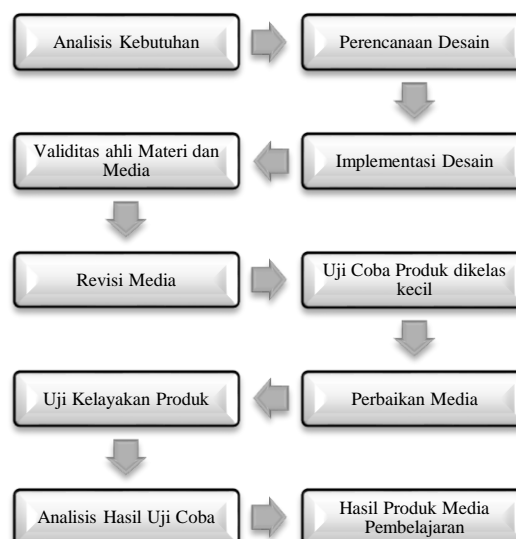 Analisis Kebutuhan
Perencanaan Desain
Implementasi Desain
Validitas ahli Materi dan
Media
Revisi Media
Uji Coba Produk dikelas
kecil
Perbaikan Media
Uji Kelayakan Produk
Analisis Hasil Uji Coba
Hasil Produk Media
Pembelajaran